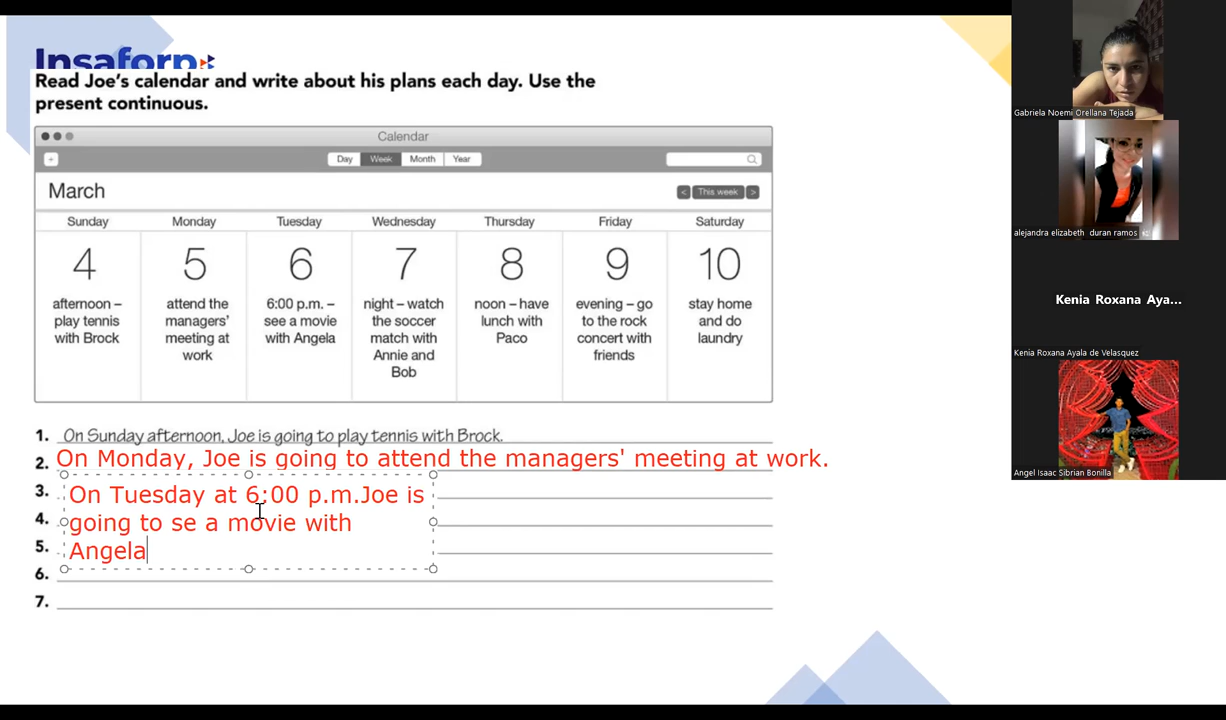 Insaforp
Read Joe's calendar and write about his plans each day. Use the
present continuous.
Calendar
+
Day Week Month Year
March
< This week >
Sunday Monday Tuesday Wednesday Thursday Friday Saturday
4 5 6 7 8 9 10
afternoon –
play tennis
with Brock
attend the
managers'
meeting at
work
6:00 p.m. –
see a movie
with Angela
night – watch
the soccer
match with
Annie and
Bob
noon – have
lunch with
Paco
evening – go
to the rock
concert with
friends
stay home
and do
laundry
1. On Sunday afternoon, Joe is going to play tennis with Brock.
2. On Monday, Joe is going to attend the managers' meeting at work.
3. On Tuesday at 6:00 p.m.Joe is
4. going to se a movie with
5. Angela
6.
7.
Gabriela Noemi Orellana Tejada
alejandra elizabeth duran ramos
Kenia Roxana Aya...
Kenia Roxana Ayala de Velasquez
Angel Isaac Sibrian Bonilla